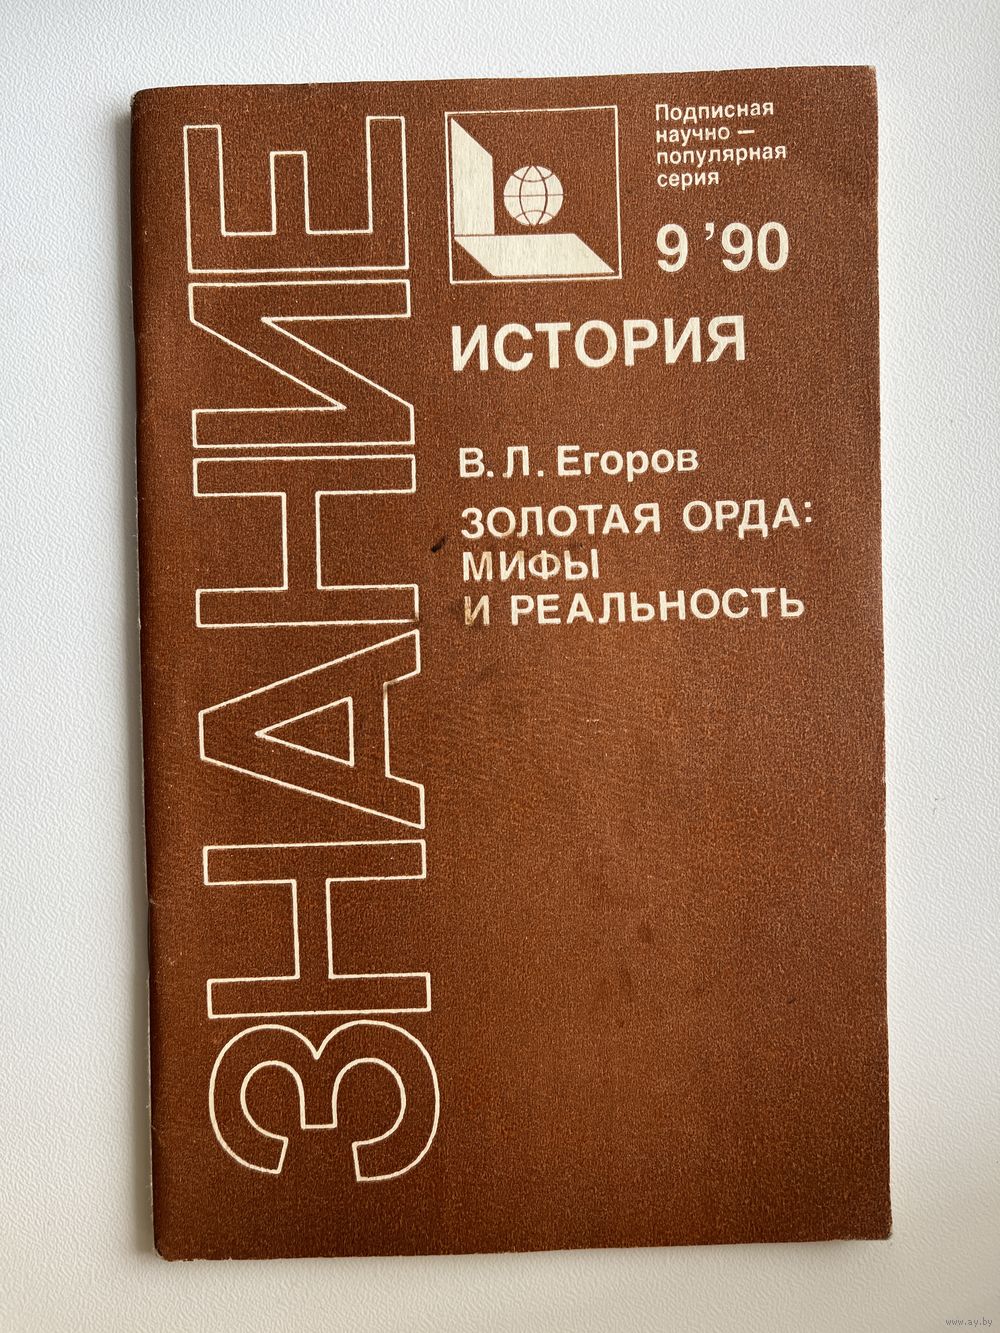 ЗНАНИЕ
Подписная
научно —
популярная
серия
9 '90
ИСТОРИЯ
В. Л. Егоров
ЗОЛОТАЯ ОРДА:
МИФЫ
И РЕАЛЬНОСТЬ
www.ay.by